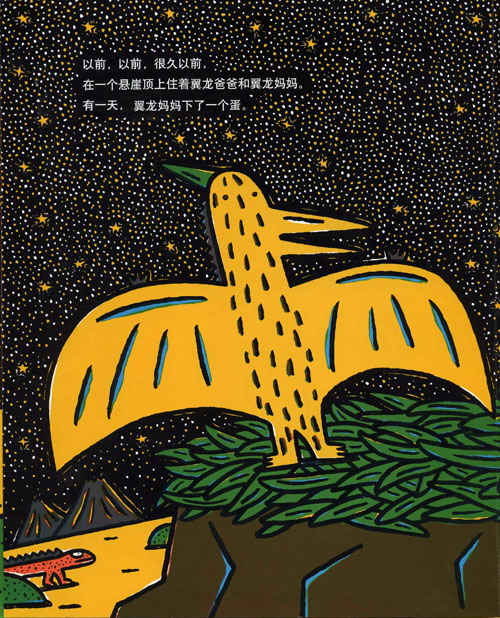 以前，以前，很久以前，
在一个悬崖顶上住着翼龙爸爸和翼龙妈妈。
有一天，翼龙妈妈下了一个蛋。